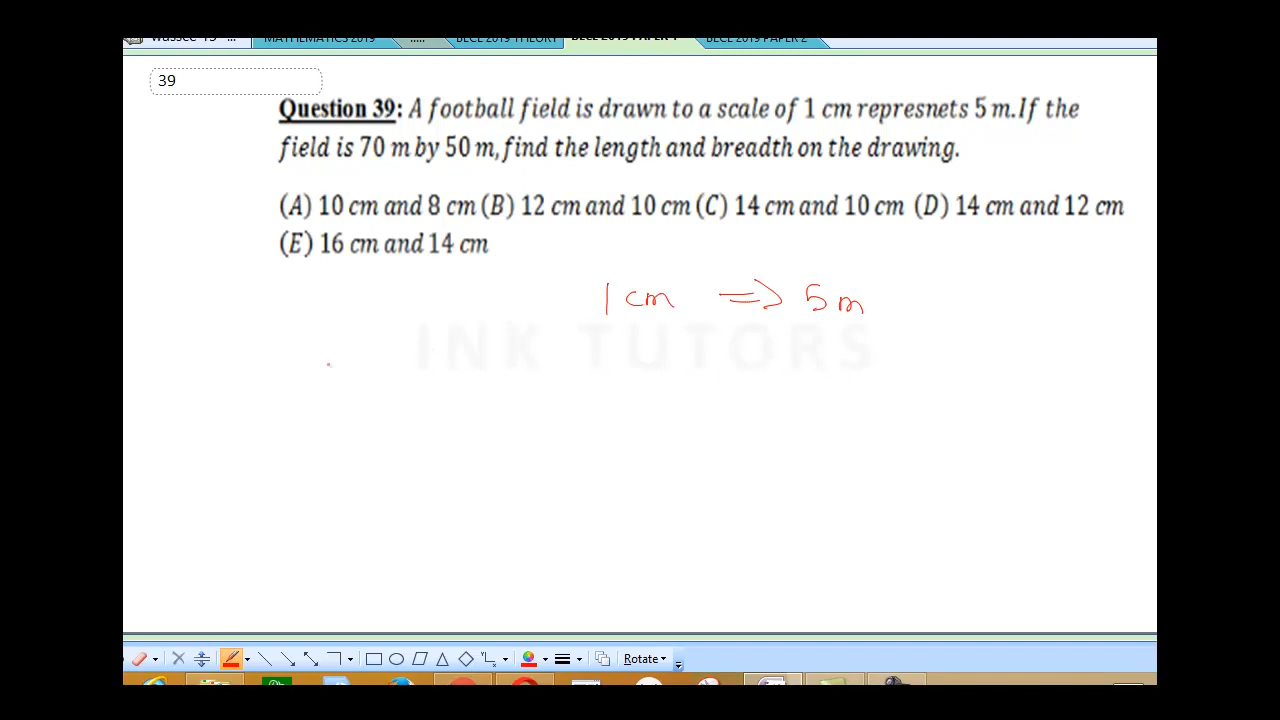 MATHEMATICS 2019 ..... BECE 2019 THEORY BECE 2019 PAPER 2
39
Question 39: A football field is drawn to a scale of 1 cm represnets 5 m.If the
field is 70 m by 50 m,find the length and breadth on the drawing.
(A) 10 cm and 8 cm (B) 12 cm and 10 cm (C) 14 cm and 10 cm (D) 14 cm and 12 cm
(E) 16 cm and 14 cm
1 cm => 5 m
INK TUTORS
Rotate